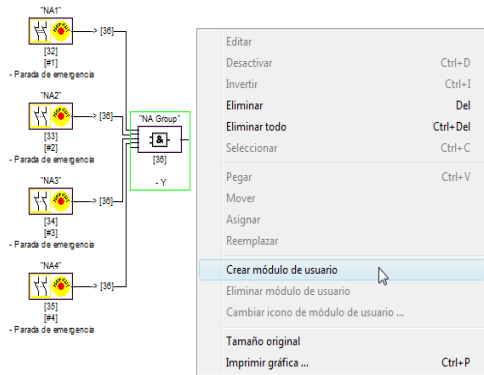 "NA1"
> [36]
[32]
[#1]
- Parada de emergencia
"NA2"
> [36]
[33]
[#2]
- Parada de emergencia
"NA3"
> [36]
[34]
[#3]
- Parada de emergencia
"NA4"
> [36]
[35]
[#4]
- Parada de emergencia
"NA Group"
&
[36]
- Y
Editar
Desactivar Ctrl+D
Invertir Ctrl+I
Eliminar Del
Eliminar todo Ctrl+Del
Seleccionar Ctrl+C
Pegar Ctrl+V
Mover
Asignar
Reemplazar
Crear módulo de usuario
Eliminar módulo de usuario
Cambiar icono de módulo de usuario ...
Tamaño original
Imprimir gráfica ... Ctrl+P